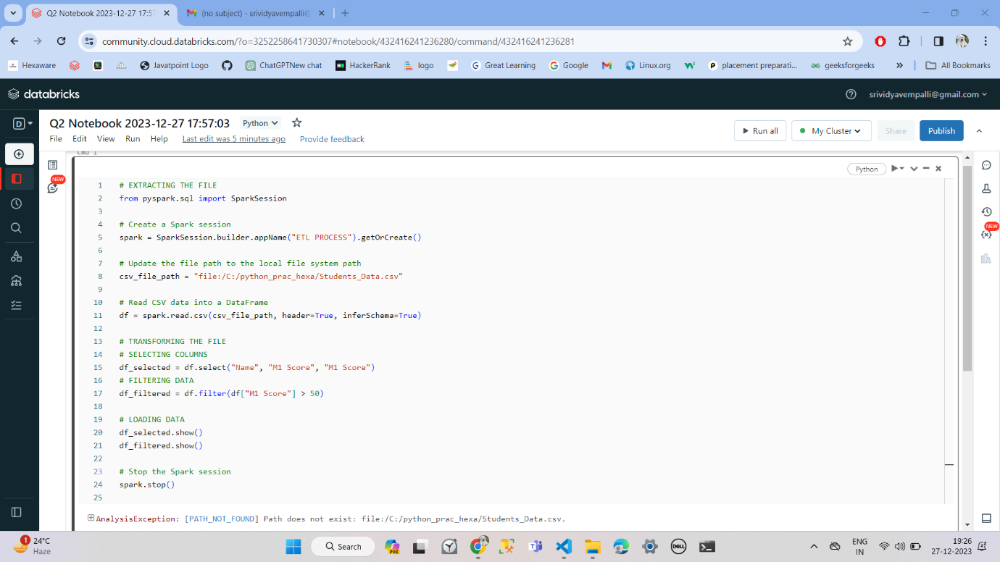 Q2 Notebook 2023-12-27 17:57
(no subject) - srividyavempalli@
community.cloud.databricks.com/?o=3252258641730307#notebook/432416241236280/command/432416241236281
Hexaware
Javatpoint Logo
ChatGPTNew chat
HackerRank
logo
Great Learning
Google
Linux.org
placement preparati...
geeksforgeeks
All Bookmarks
databricks
srividyavempalli@gmail.com
D
Q2 Notebook 2023-12-27 17:57:03
Python
File Edit View Run Help Last edit was 5 minutes ago Provide feedback
Run all
My Cluster
Share
Publish
NEW
NEW
Cmd 1
Python
1 # EXTRACTING THE FILE
2 from pyspark.sql import SparkSession
3
4 # Create a Spark session
5 spark = SparkSession.builder.appName("ETL PROCESS").getOrCreate()
6
7 # Update the file path to the local file system path
8 csv_file_path = "file:/C:/python_prac_hexa/Students_Data.csv"
9
10 # Read CSV data into a DataFrame
11 df = spark.read.csv(csv_file_path, header=True, inferSchema=True)
12
13 # TRANSFORMING THE FILE
14 # SELECTING COLUMNS
15 df_selected = df.select("Name", "M1 Score", "M1 Score")
16 # FILTERING DATA
17 df_filtered = df.filter(df["M1 Score"] > 50)
18
19 # LOADING DATA
20 df_selected.show()
21 df_filtered.show()
22
23 # Stop the Spark session
24 spark.stop()
25
AnalysisException: [PATH_NOT_FOUND] Path does not exist: file:/C:/python_prac_hexa/Students_Data.csv.
1
24°C
Haze
Search
PRE
DELL
ENG
IN
19:26
27-12-2023